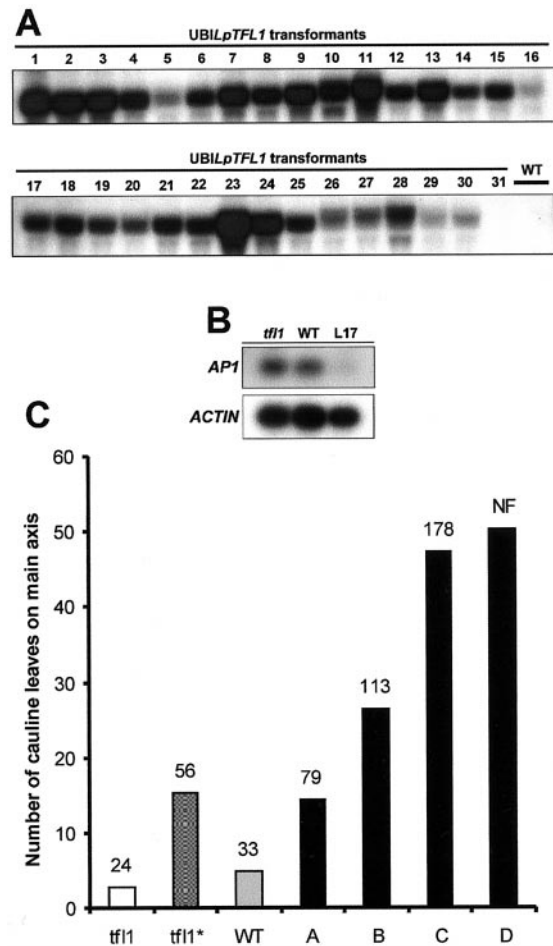 A
UBILpTFL1 transformants
1 2 3 4 5 6 7 8 9 10 11 12 13 14 15 16
UBILpTFL1 transformants WT
17 18 19 20 21 22 23 24 25 26 27 28 29 30 31
B
tfl1 WT L17
AP1
ACTIN
C
Number of cauline leaves on main axis
60
50
40
30
20
10
0
24
56
33
79
113
178
NF
tfl1 tfl1* WT A B C D